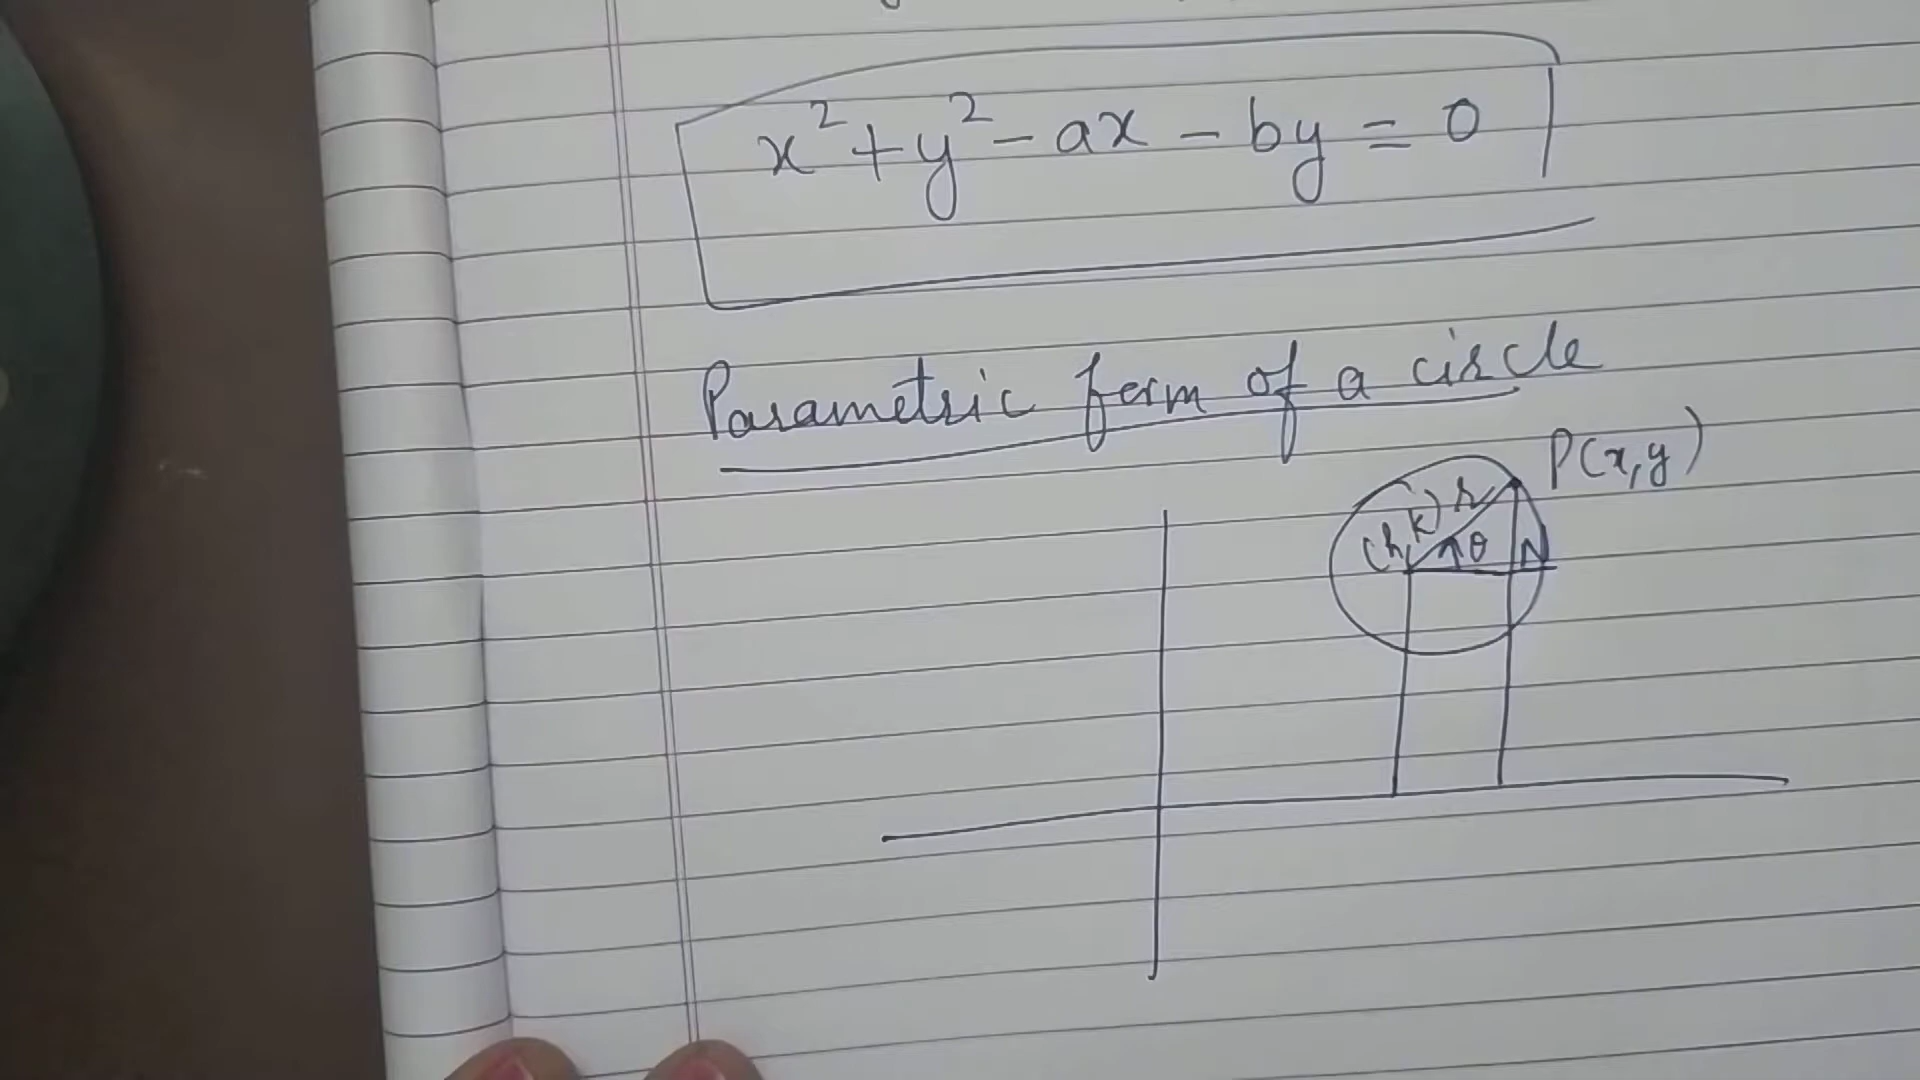 x²+y²-ax-by=0
Parametric form of a circle
P(x,y)
(h,k) r
θ N